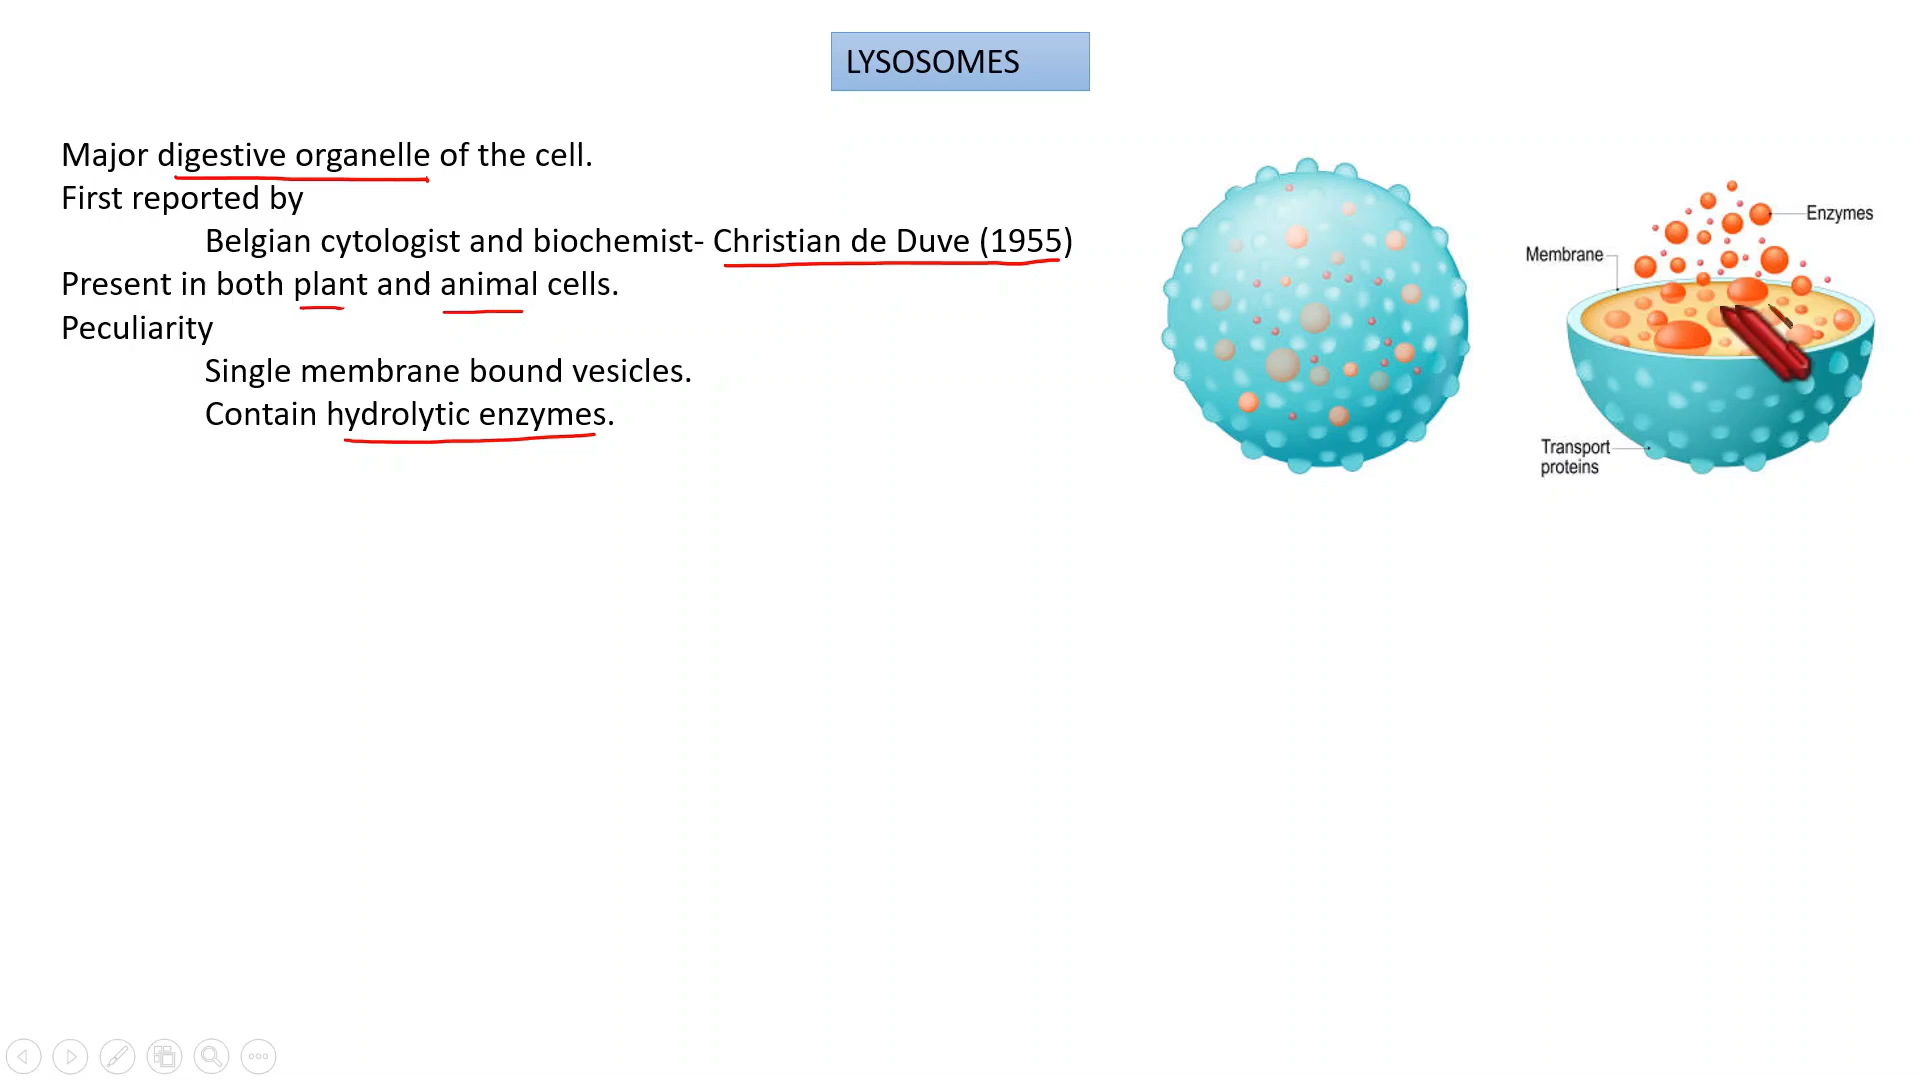 LYSOSOMES
Major digestive organelle of the cell.
First reported by
Belgian cytologist and biochemist- Christian de Duve (1955)
Present in both plant and animal cells.
Peculiarity
Single membrane bound vesicles.
Contain hydrolytic enzymes.
Enzymes
Membrane
Transport
proteins